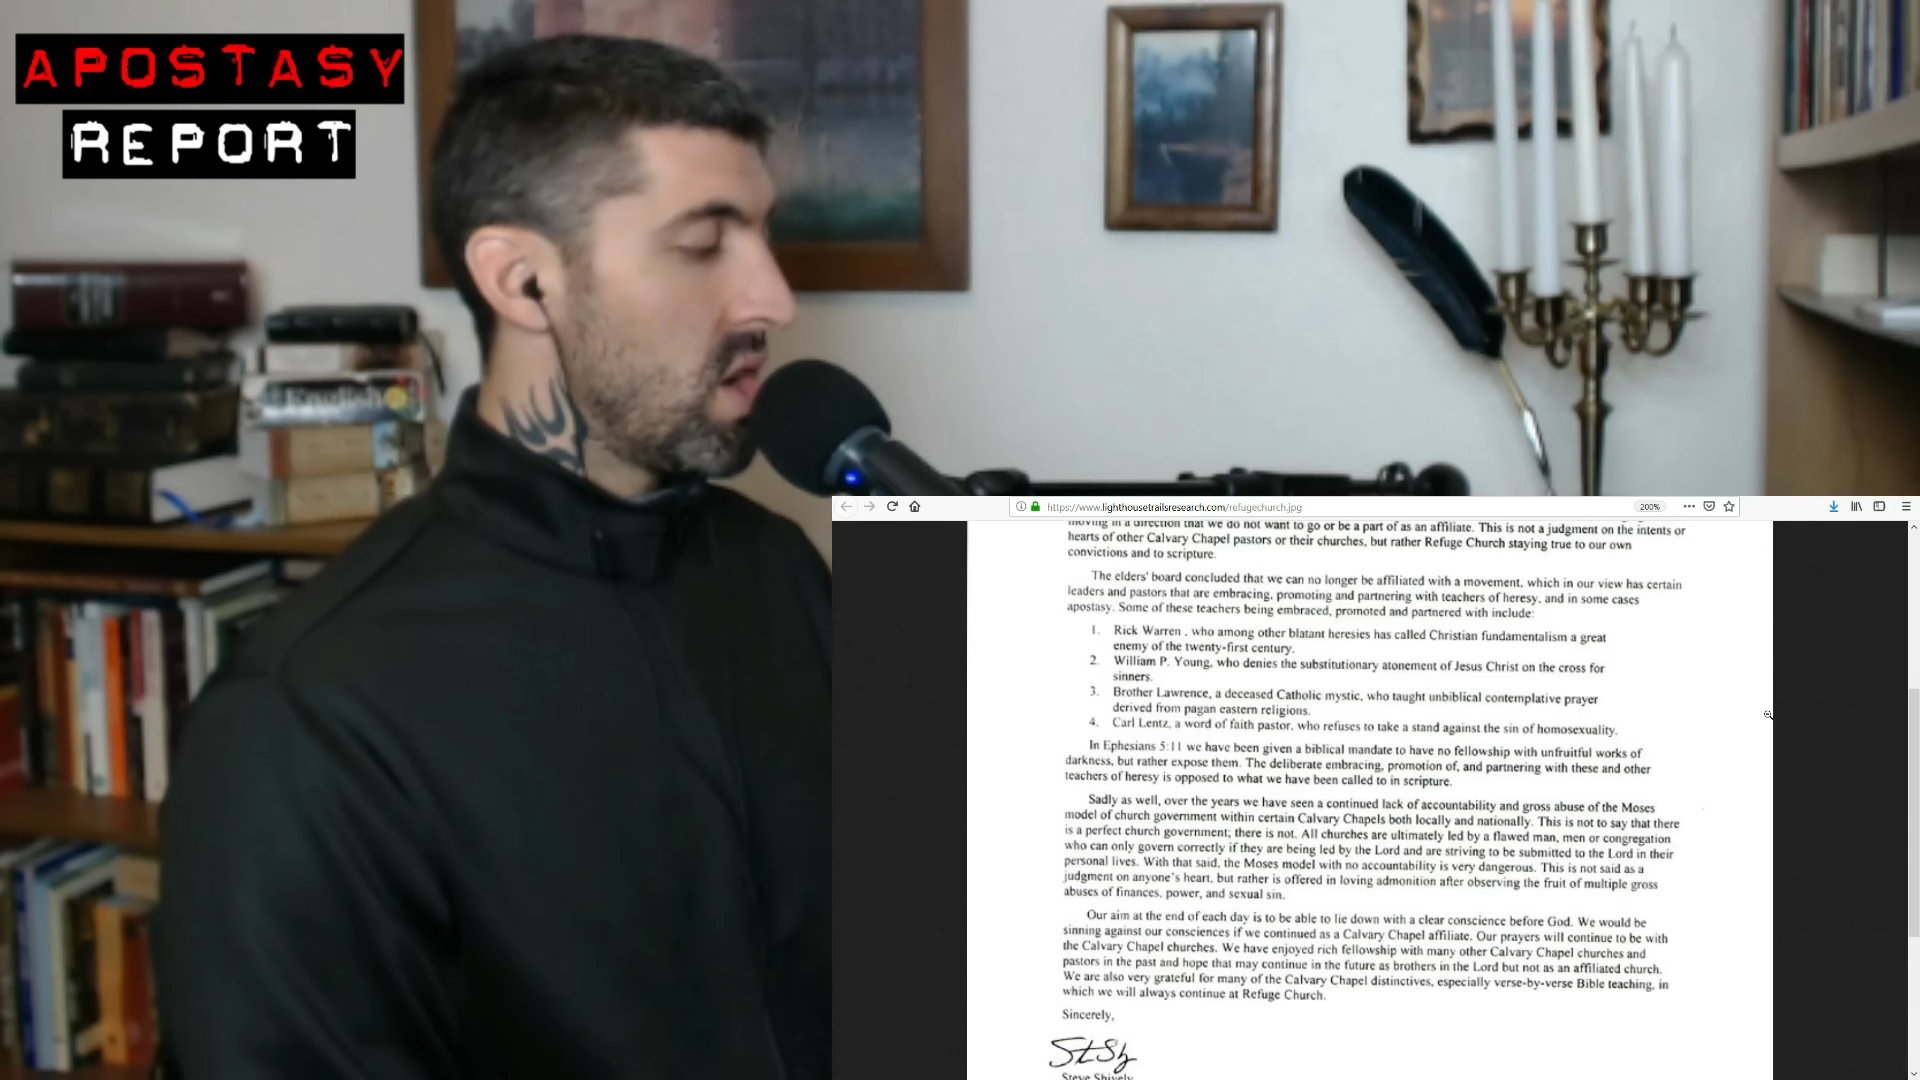 APOSTASY
REPORT
English
https://www.lighthousetrailsresearch.com/refugechurch.jpg
200%
moving in a direction that we do not want to go or be a part of as an affiliate. This is not a judgment on the intents or
hearts of other Calvary Chapel pastors or their churches, but rather Refuge Church staying true to our own
convictions and to scripture.
The elders' board concluded that we can no longer be affiliated with a movement, which in our view has certain
leaders and pastors that are embracing, promoting and partnering with teachers of heresy, and in some cases
apostasy. Some of these teachers being embraced, promoted and partnered with include:
1. Rick Warren , who among other blatant heresies has called Christian fundamentalism a great
enemy of the twenty-first century.
2. William P. Young, who denies the substitutionary atonement of Jesus Christ on the cross for
sinners.
3. Brother Lawrence, a deceased Catholic mystic, who taught unbiblical contemplative prayer
derived from pagan eastern religions.
4. Carl Lentz, a word of faith pastor, who refuses to take a stand against the sin of homosexuality.
In Ephesians 5:11 we have been given a biblical mandate to have no fellowship with unfruitful works of
darkness, but rather expose them. The deliberate embracing, promotion of, and partnering with these and other
teachers of heresy is opposed to what we have been called to in scripture.
Sadly as well, over the years we have seen a continued lack of accountability and gross abuse of the Moses
model of church government within certain Calvary Chapels both locally and nationally. This is not to say that there
is a perfect church government; there is not. All churches are ultimately led by a flawed man, men or congregation
who can only govern correctly if they are being led by the Lord and are striving to be submitted to the Lord in their
personal lives. With that said, the Moses model with no accountability is very dangerous. This is not said as a
judgment on anyone's heart, but rather is offered in loving admonition after observing the fruit of multiple gross
abuses of finances, power, and sexual sin.
Our aim at the end of each day is to be able to lie down with a clear conscience before God. We would be
sinning against our consciences if we continued as a Calvary Chapel affiliate. Our prayers will continue to be with
the Calvary Chapel churches. We have enjoyed rich fellowship with many other Calvary Chapel churches and
pastors in the past and hope that may continue in the future as brothers in the Lord but not as an affiliated church.
We are also very grateful for many of the Calvary Chapel distinctives, especially verse-by-verse Bible teaching, in
which we will always continue at Refuge Church.
Sincerely,
Steve Shively